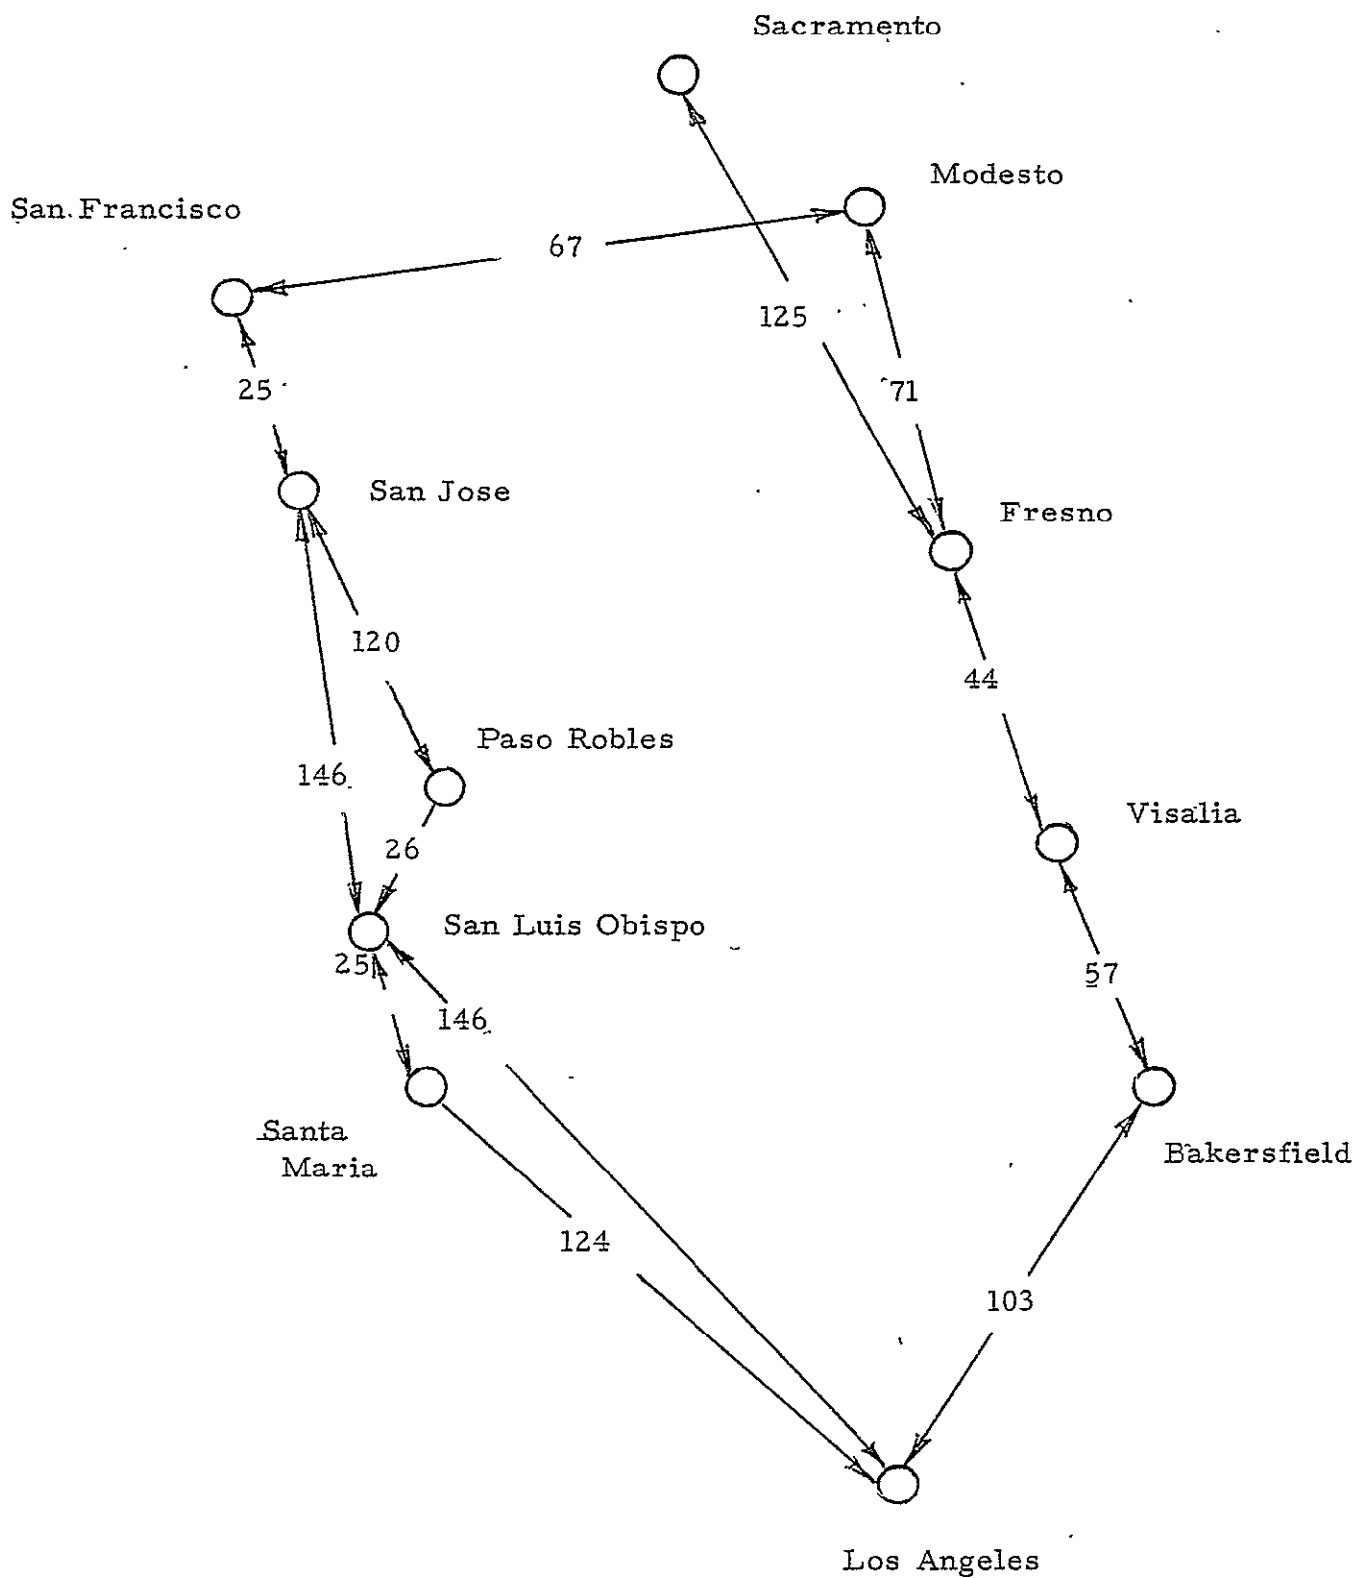 Sacramento
Modesto
San Francisco
67
125
25
71
San Jose
Fresno
120
44
Paso Robles
146
Visalia
26
San Luis Obispo
25
57
146
Santa
Maria
Bakersfield
124
103
Los Angeles